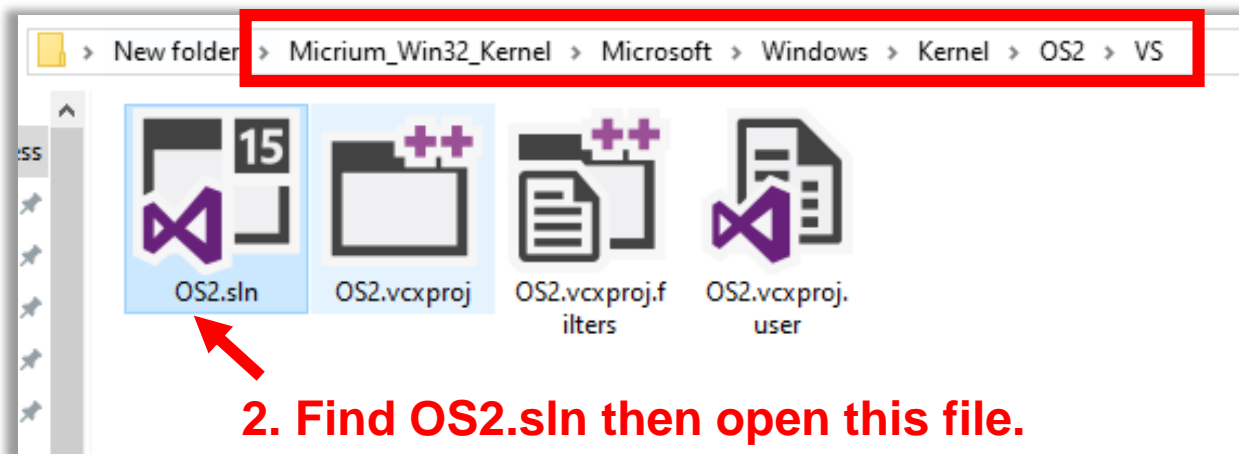 New folder > Micrium_Win32_Kernel > Microsoft > Windows > Kernel > OS2 > VS
ess
15
OS2.sln
OS2.vcxproj
OS2.vcxproj.f
ilters
OS2.vcxproj.
user
2. Find OS2.sln then open this file.